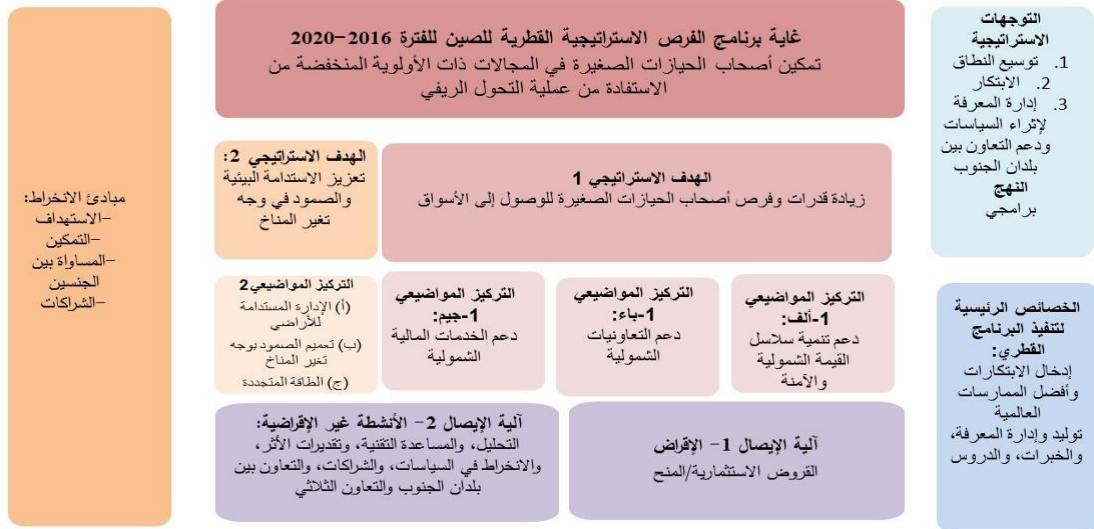 التوجهات
الاستراتيجية
1. توسيع النطاق
2. الابتكار
3. إدارة المعرفة
لإثراء السياسات
ودعم التعاون بين
بلدان الجنوب
النهج
برامجي
غاية برنامج الفرص الاستراتيجية القطرية للصين للفترة 2016-2020
تمكين أصحاب الحيازات الصغيرة في المجالات ذات الأولوية المنخفضة من
الاستفادة من عملية التحول الريفي
مبادئ الانخراط:
-الاستهداف
-التمكين
-المساواة بين
الجنسين
-الشراكات
الهدف الاستراتيجي 1
زيادة قدرات وفرص أصحاب الحيازات الصغيرة للوصول إلى الأسواق
الهدف الاستراتيجي 2:
تعزيز الاستدامة البيئية
والصمود في وجه
تغير المناخ
الخصائص الرئيسية
لتنفيذ البرنامج
القطري:
إدخال الابتكارات
وأفضل الممارسات
العالمية
توليد وإدارة المعرفة،
والخبرات، والدروس
التركيز المواضيعي
1-ألف:
دعم تنمية سلاسل
القيمة الشمولية
والآمنة
التركيز المواضيعي
1-باء:
دعم التعاونيات
الشمولية
التركيز المواضيعي
1-جيم:
دعم الخدمات المالية
الشمولية
التركيز المواضيعي2
(أ) الإدارة المستدامة
للأراضي
(ب) تعميم الصمود بوجه
تغير المناخ
(ج) الطاقة المتجددة
آلية الإيصال 1- الإقراض
القروض الاستثمارية/المنح
آلية الإيصال 2- الأنشطة غير الإقراضية:
التحليل، والمساعدة التقنية، وتقديرات الأثر،
والانخراط في السياسات، والشراكات، والتعاون بين
بلدان الجنوب والتعاون الثلاثي